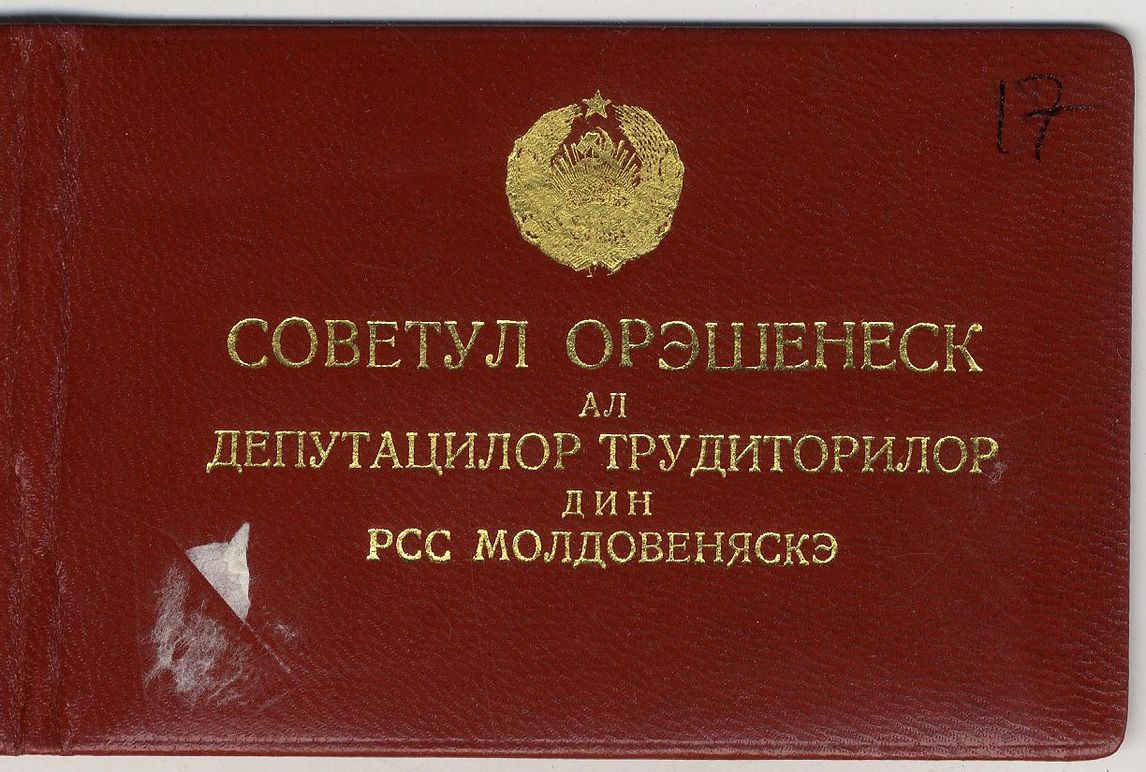 17
СОВЕТУЛ ОРЭШЕНЕСК
АЛ
ДЕПУТАЦИЛОР ТРУДИТОРИЛОР
ДИН
РСС МОЛДОВЕНЯСКЭ